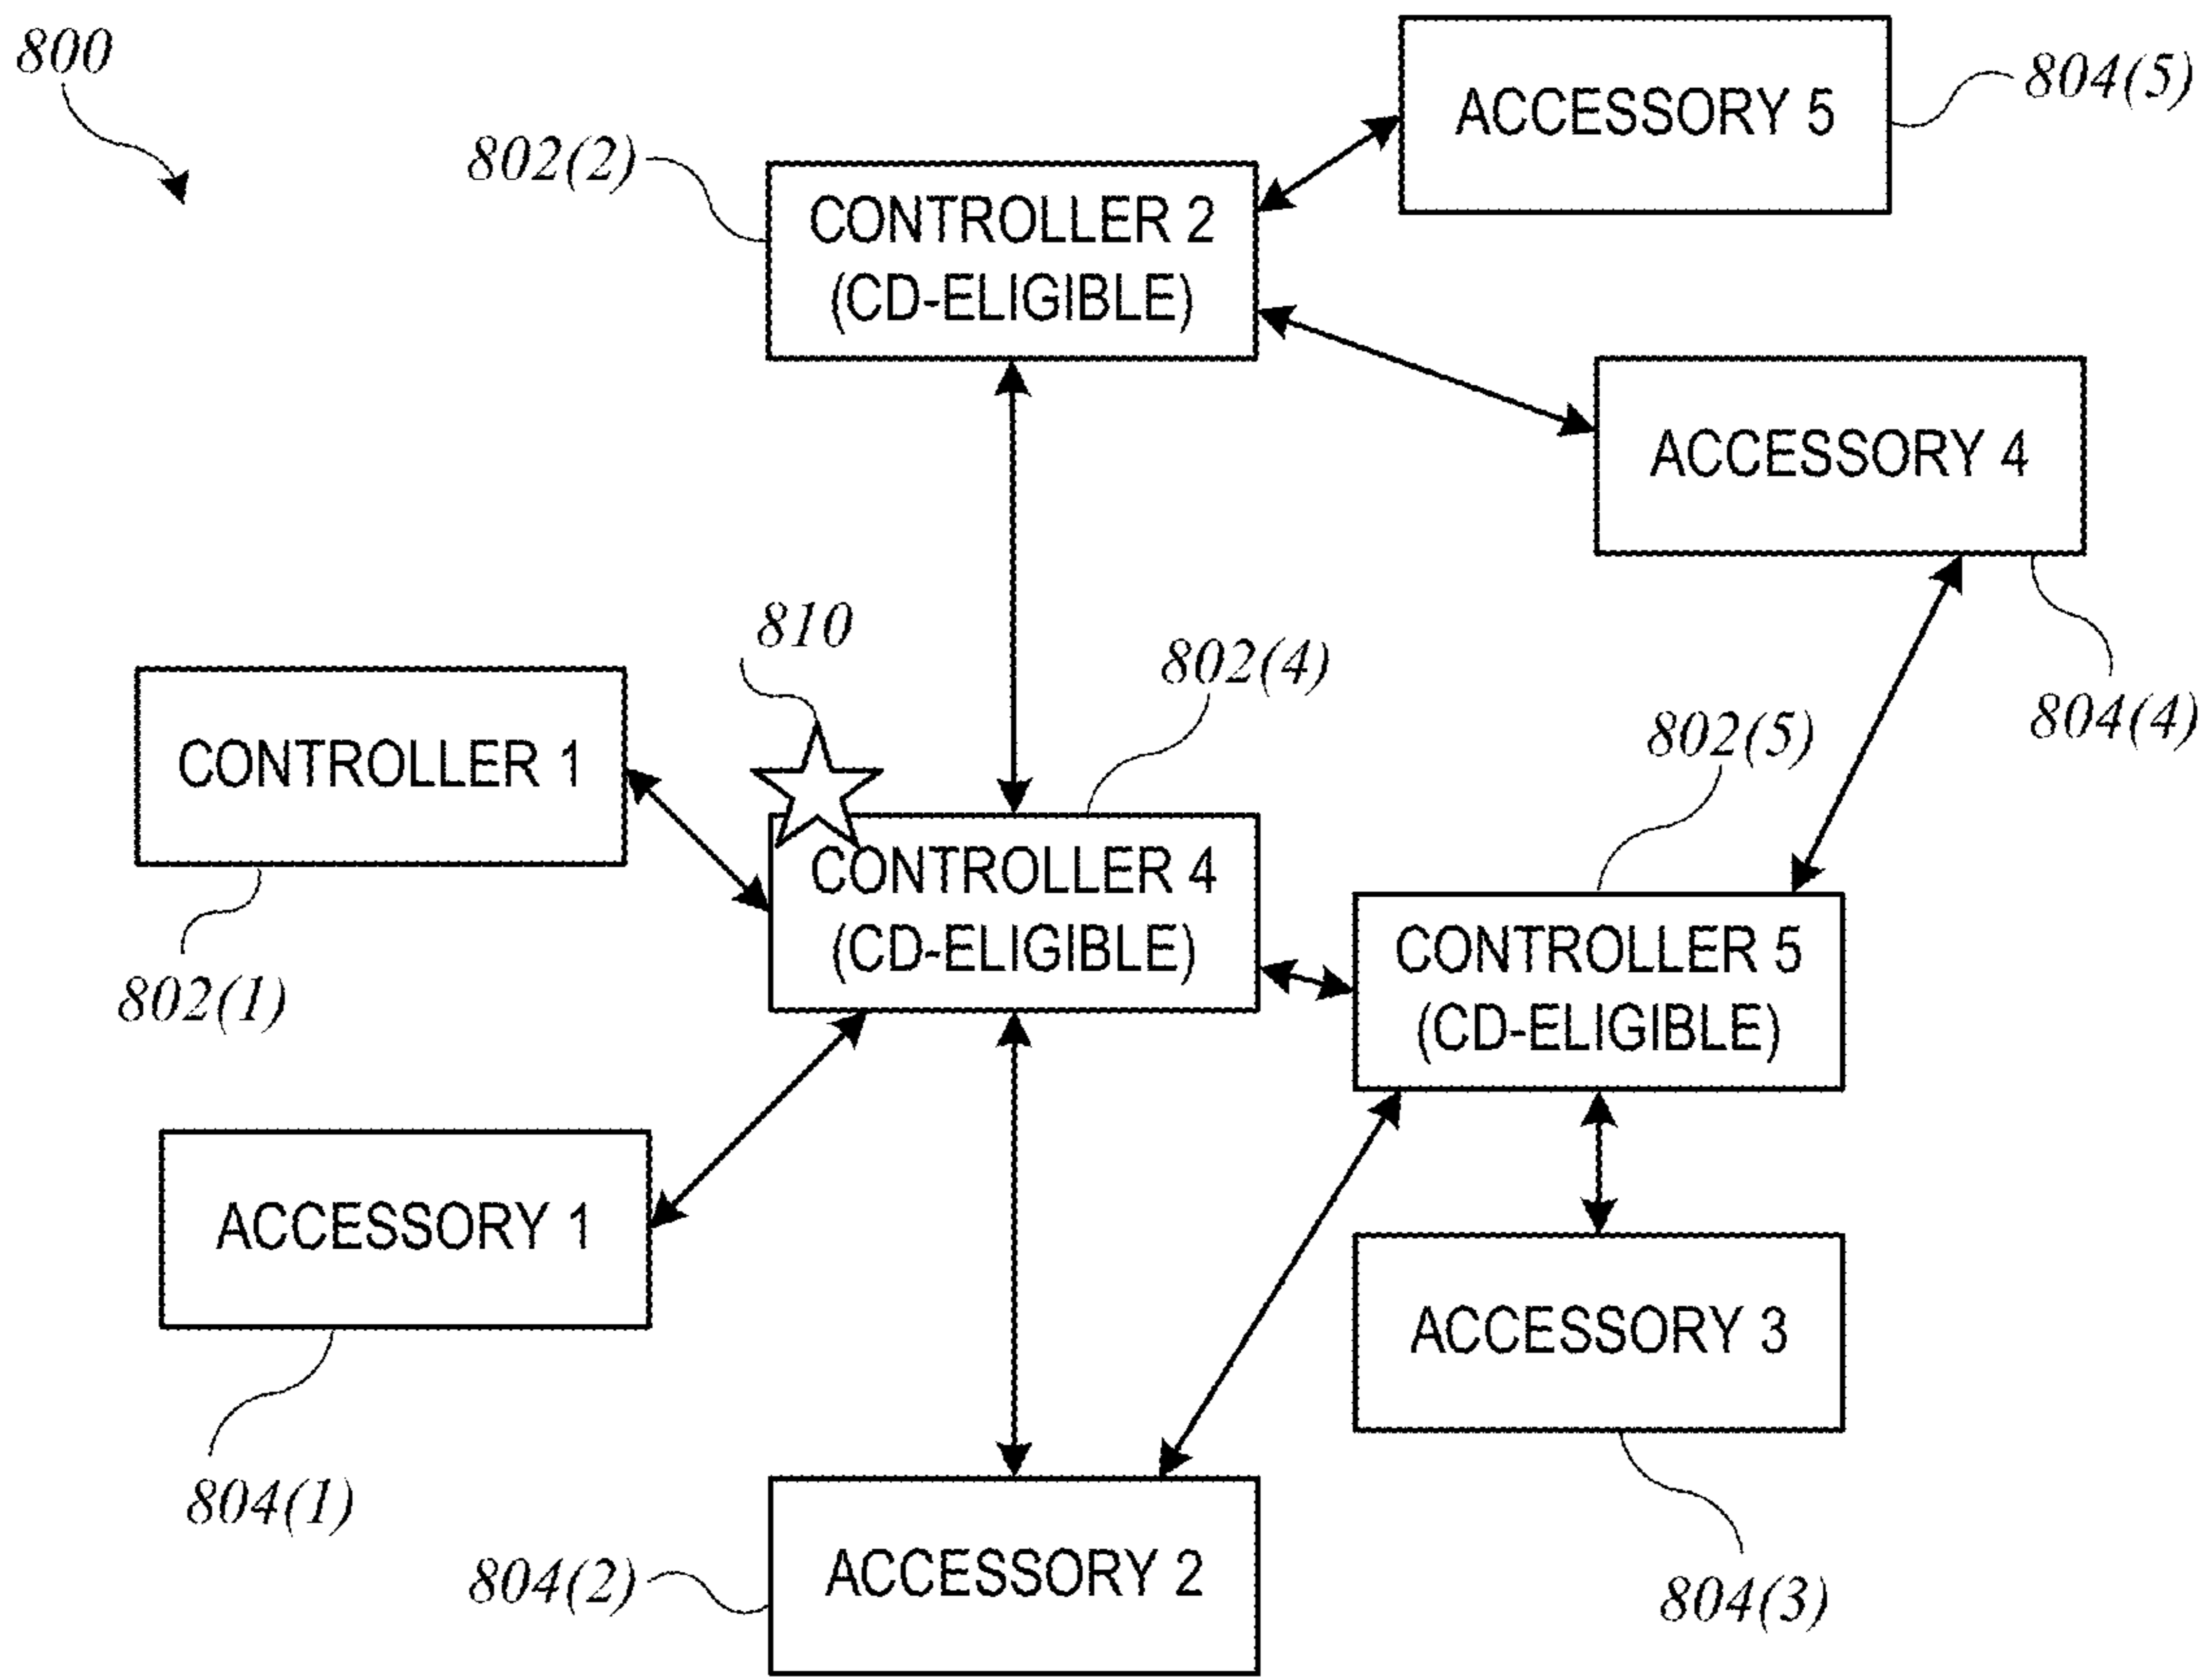 800
ACCESSORY 5
804(5)
802(2)
CONTROLLER 2
(CD-ELIGIBLE)
ACCESSORY 4
804(4)
810
802(4)
802(5)
CONTROLLER 1
802(1)
CONTROLLER 4
(CD-ELIGIBLE)
CONTROLLER 5
(CD-ELIGIBLE)
ACCESSORY 1
804(1)
ACCESSORY 3
804(3)
ACCESSORY 2
804(2)